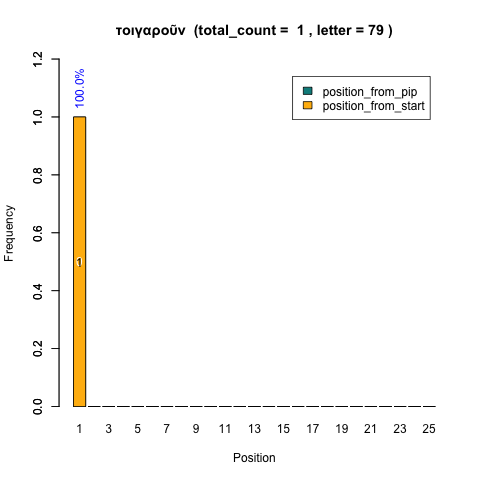 τοιγαροῦν (total_count = 1 , letter = 79 )
1.2
1.0
0.8
0.6
0.4
0.2
0.0
Frequency
100.0%
1
position_from_pip
position_from_start
1 3 5 7 9 11 13 15 17 19 21 23 25
Position